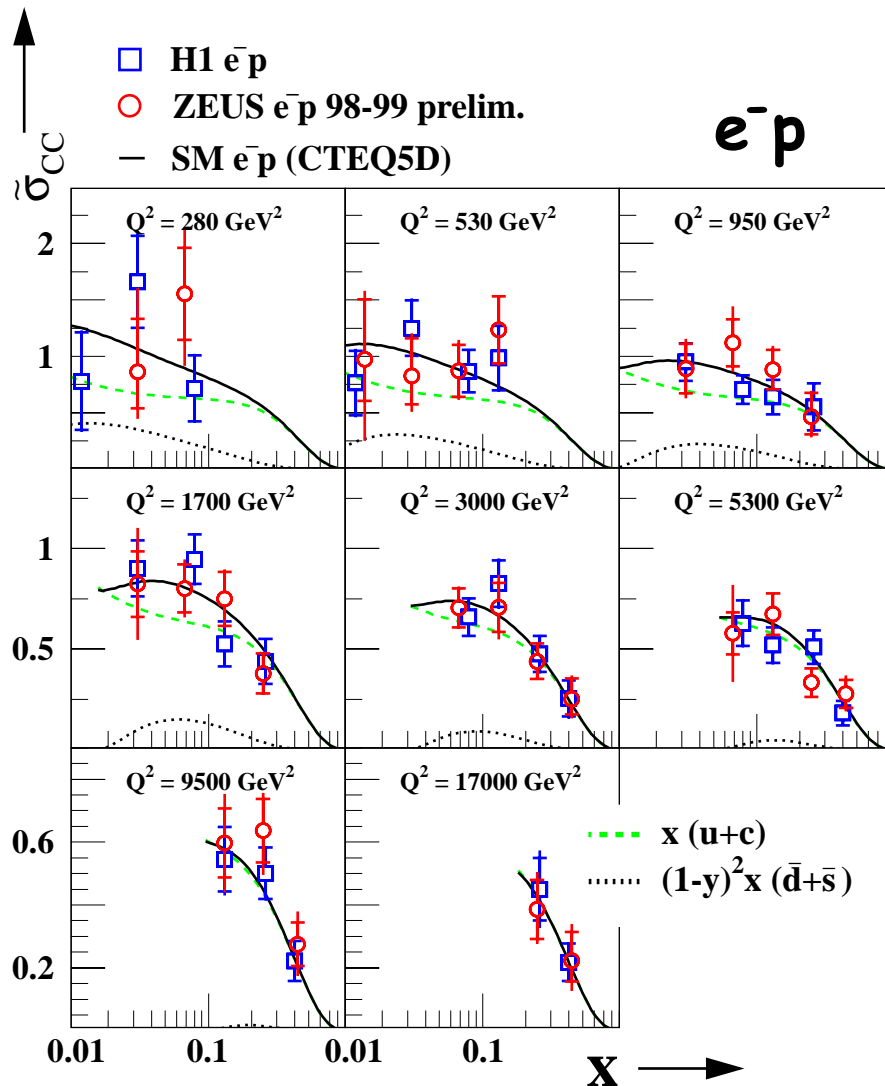 H1 e⁻p
ZEUS e⁻p 98-99 prelim.
SM e⁻p (CTEQ5D)
e⁻p
σ̃CC
Q² = 280 GeV²
Q² = 530 GeV²
Q² = 950 GeV²
2
1
Q² = 1700 GeV²
Q² = 3000 GeV²
Q² = 5300 GeV²
1
0.5
Q² = 9500 GeV²
Q² = 17000 GeV²
0.6
0.2
x (u+c)
(1-y)²x (d̄+s̄)
0.01 0.1 0.01 0.1
x